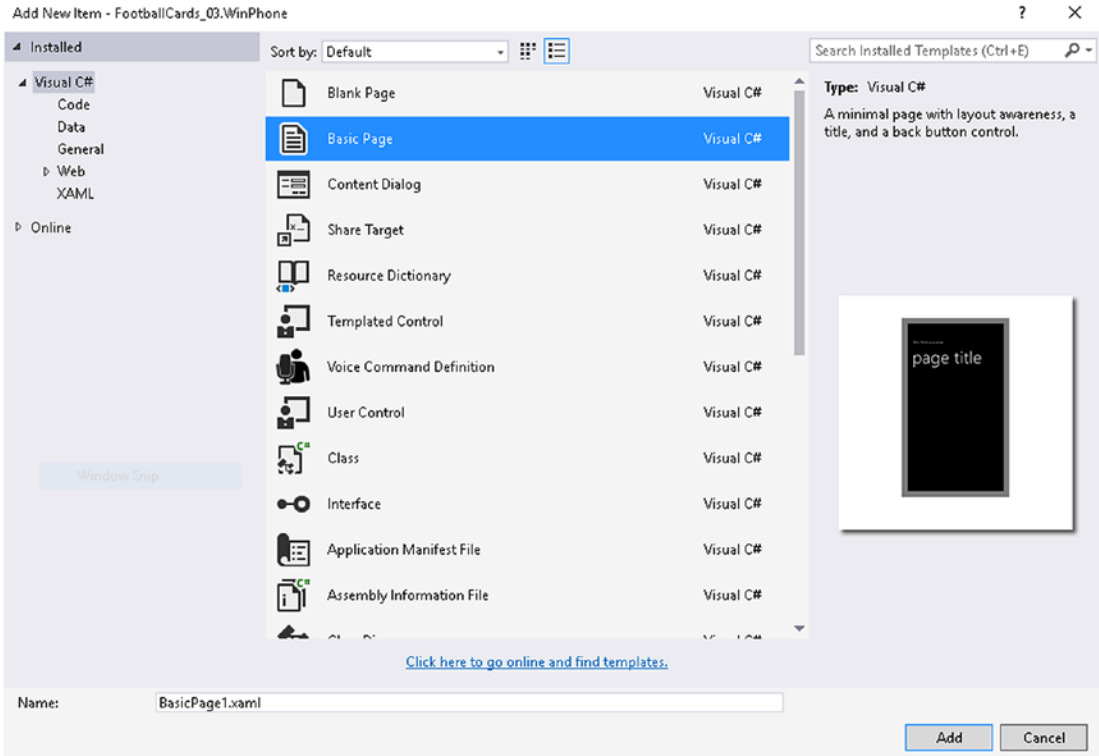 Add New Item - FootballCards_03.WinPhone
?
Installed
Sort by: Default
Search Installed Templates (Ctrl+E)
Visual C#
Code
Data
General
Web
XAML
Online
Blank Page Visual C#
Basic Page Visual C#
Content Dialog Visual C#
Share Target Visual C#
Resource Dictionary Visual C#
Templated Control Visual C#
Voice Command Definition Visual C#
User Control Visual C#
Class Visual C#
Interface Visual C#
Application Manifest File Visual C#
Assembly Information File Visual C#
Type: Visual C#
A minimal page with layout awareness, a
title, and a back button control.
page title
Window Snip
Click here to go online and find templates.
Name: BasicPage1.xaml
Add Cancel